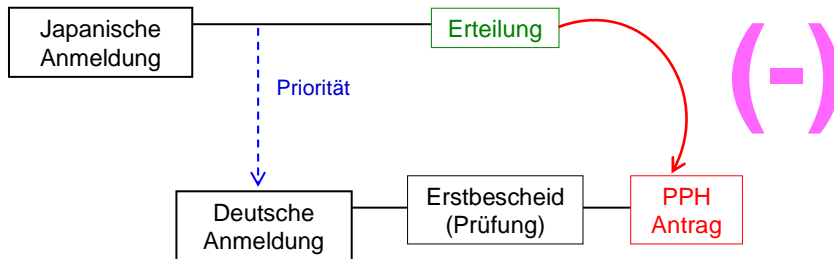 Japanische
Anmeldung
Erteilung
(-)
Priorität
Deutsche
Anmeldung
Erstbescheid
(Prüfung)
PPH
Antrag